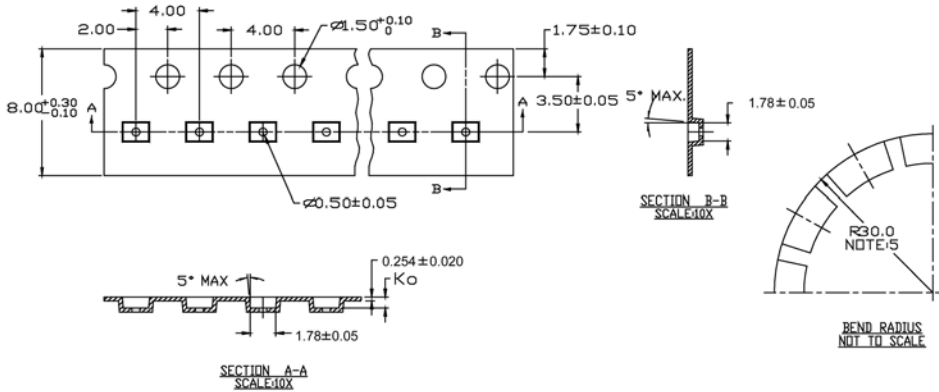 4.00
2.00
4.00
Ø1.50 +0.10 0
B
1.75±0.10
8.00 +0.30 -0.10
A
A
3.50±0.05
B
Ø0.50±0.05
5° MAX.
1.78±0.05
SECTION B-B
SCALE:10X
R30.0
NOTE:5
BEND RADIUS
NOT TO SCALE
5° MAX
0.254±0.020
Ko
1.78±0.05
SECTION A-A
SCALE:10X